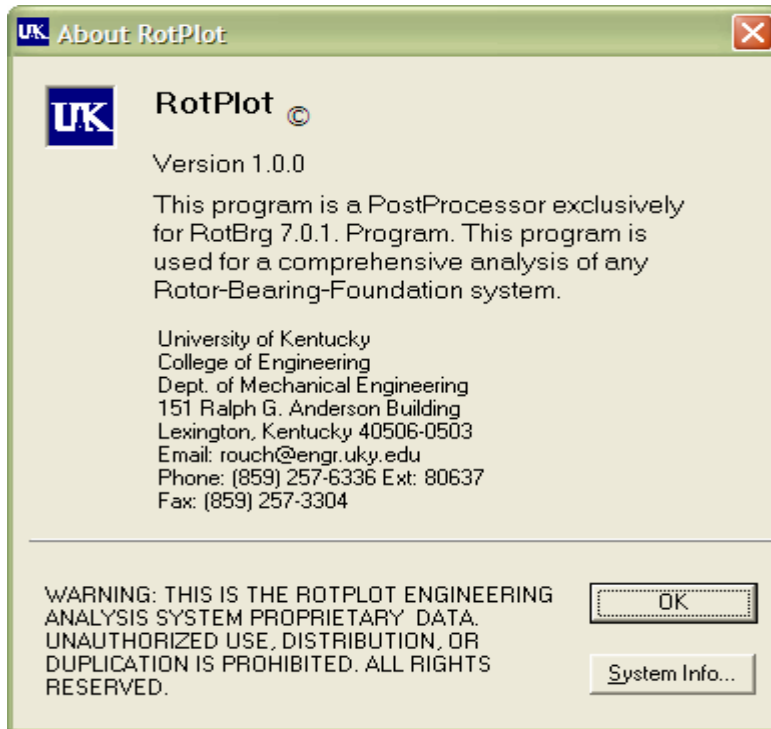 UK About RotPlot
UK
RotPlot ©
Version 1.0.0
This program is a PostProcessor exclusively
for RotBrg 7.0.1. Program. This program is
used for a comprehensive analysis of any
Rotor-Bearing-Foundation system.
University of Kentucky
College of Engineering
Dept. of Mechanical Engineering
151 Ralph G. Anderson Building
Lexington, Kentucky 40506-0503
Email: rouch@engr.uky.edu
Phone: (859) 257-6336 Ext: 80637
Fax: (859) 257-3304
WARNING: THIS IS THE ROTPLOT ENGINEERING
ANALYSIS SYSTEM PROPRIETARY DATA.
UNAUTHORIZED USE, DISTRIBUTION, OR
DUPLICATION IS PROHIBITED. ALL RIGHTS
RESERVED.
OK
System Info...